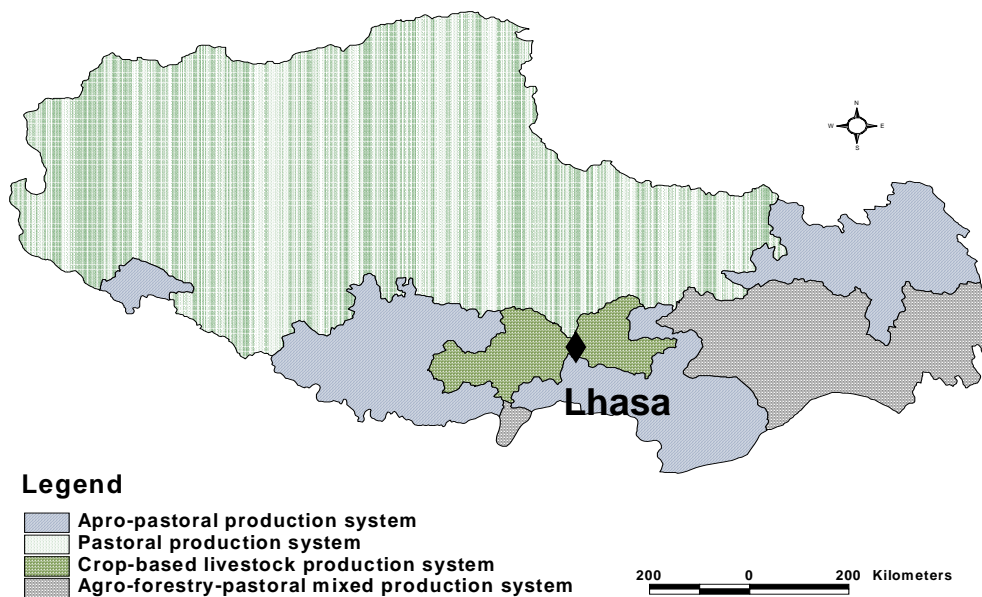 N
W E
S
Lhasa
Legend
Apro-pastoral production system
Pastoral production system
Crop-based livestock production system
Agro-forestry-pastoral mixed production system
200 0 200 Kilometers